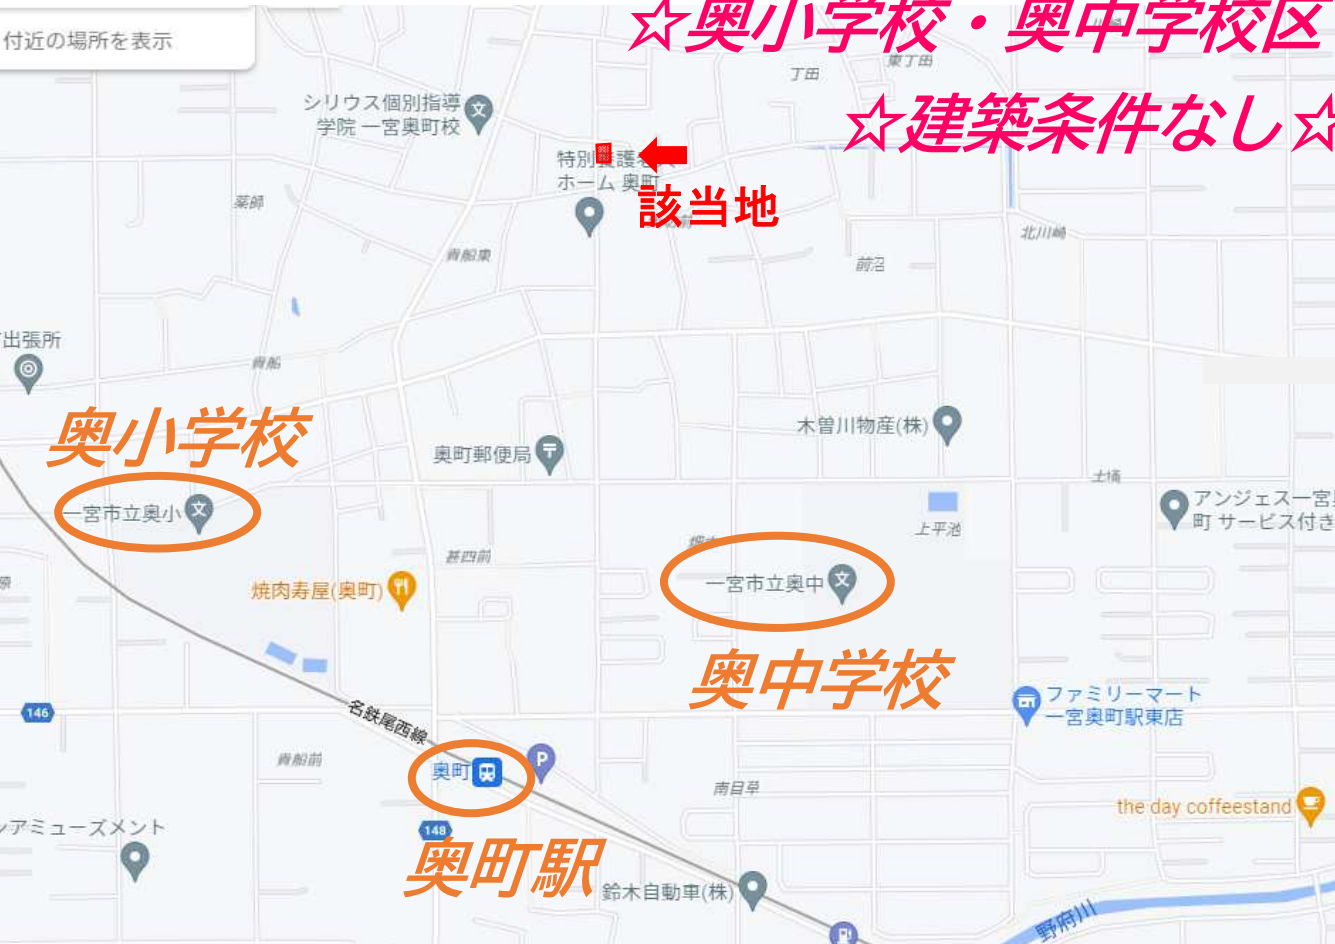 ☆奥小学校・奥中学校区
☆建築条件なし☆
付近の場所を表示
丁田
東丁田
川崎
シリウス個別指導
学院 一宮奥町校
特別養護老人
ホーム 奥町
該当地
薬師
貴船東
北川崎
前沼
出張所
貴船
奥小学校
木曽川物産(株)
奥町郵便局
一宮市立奥小
土桶
アンジェス一宮奥
町 サービス付き
上平池
甚四前
一宮市立奥中
焼肉寿屋(奥町)
奥中学校
ファミリーマート
一宮奥町駅東店
146
名鉄尾西線
貴船前
奥町
P
南目草
the day coffeestand
ンアミューズメント
148
奥町駅
鈴木自動車(株)
野府川